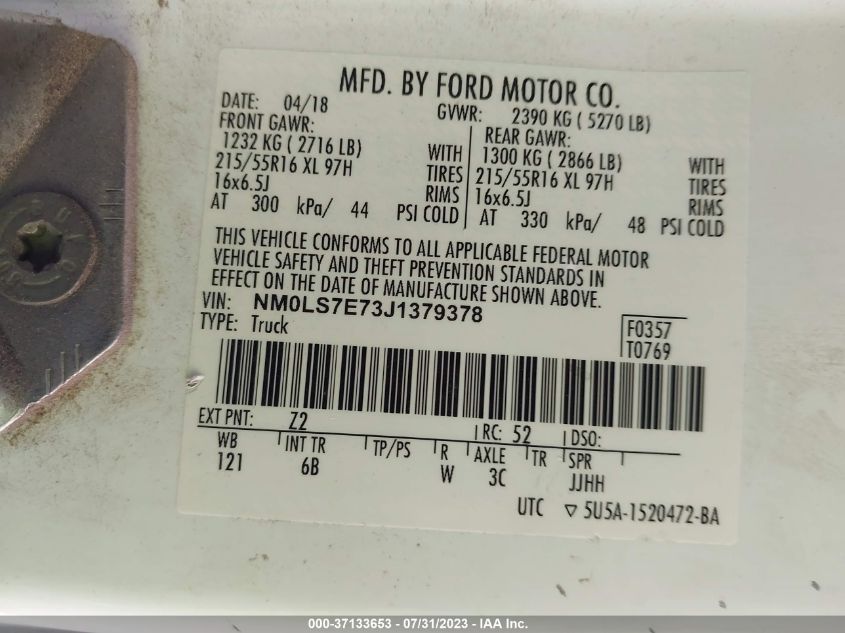 MFD. BY FORD MOTOR CO.
DATE: 04/18 GVWR: 2390 KG ( 5270 LB)
FRONT GAWR: REAR GAWR:
1232 KG ( 2716 LB) WITH 1300 KG ( 2866 LB) WITH
215/55R16 XL 97H TIRES 215/55R16 XL 97H TIRES
16x6.5J RIMS 16x6.5J RIMS
AT 300 kPa/ 44 PSI COLD AT 330 kPa/ 48 PSI COLD
THIS VEHICLE CONFORMS TO ALL APPLICABLE FEDERAL MOTOR
VEHICLE SAFETY AND THEFT PREVENTION STANDARDS IN
EFFECT ON THE DATE OF MANUFACTURE SHOWN ABOVE.
VIN: NM0LS7E73J1379378
TYPE: Truck
F0357
T0769
EXT PNT: Z2 RC: 52 DSO:
WB INT TR TP/PS R AXLE TR SPR
121 6B W 3C JJHH
UTC ▽ 5U5A-1520472-BA
000-37133653 - 07/31/2023 - IAA Inc.